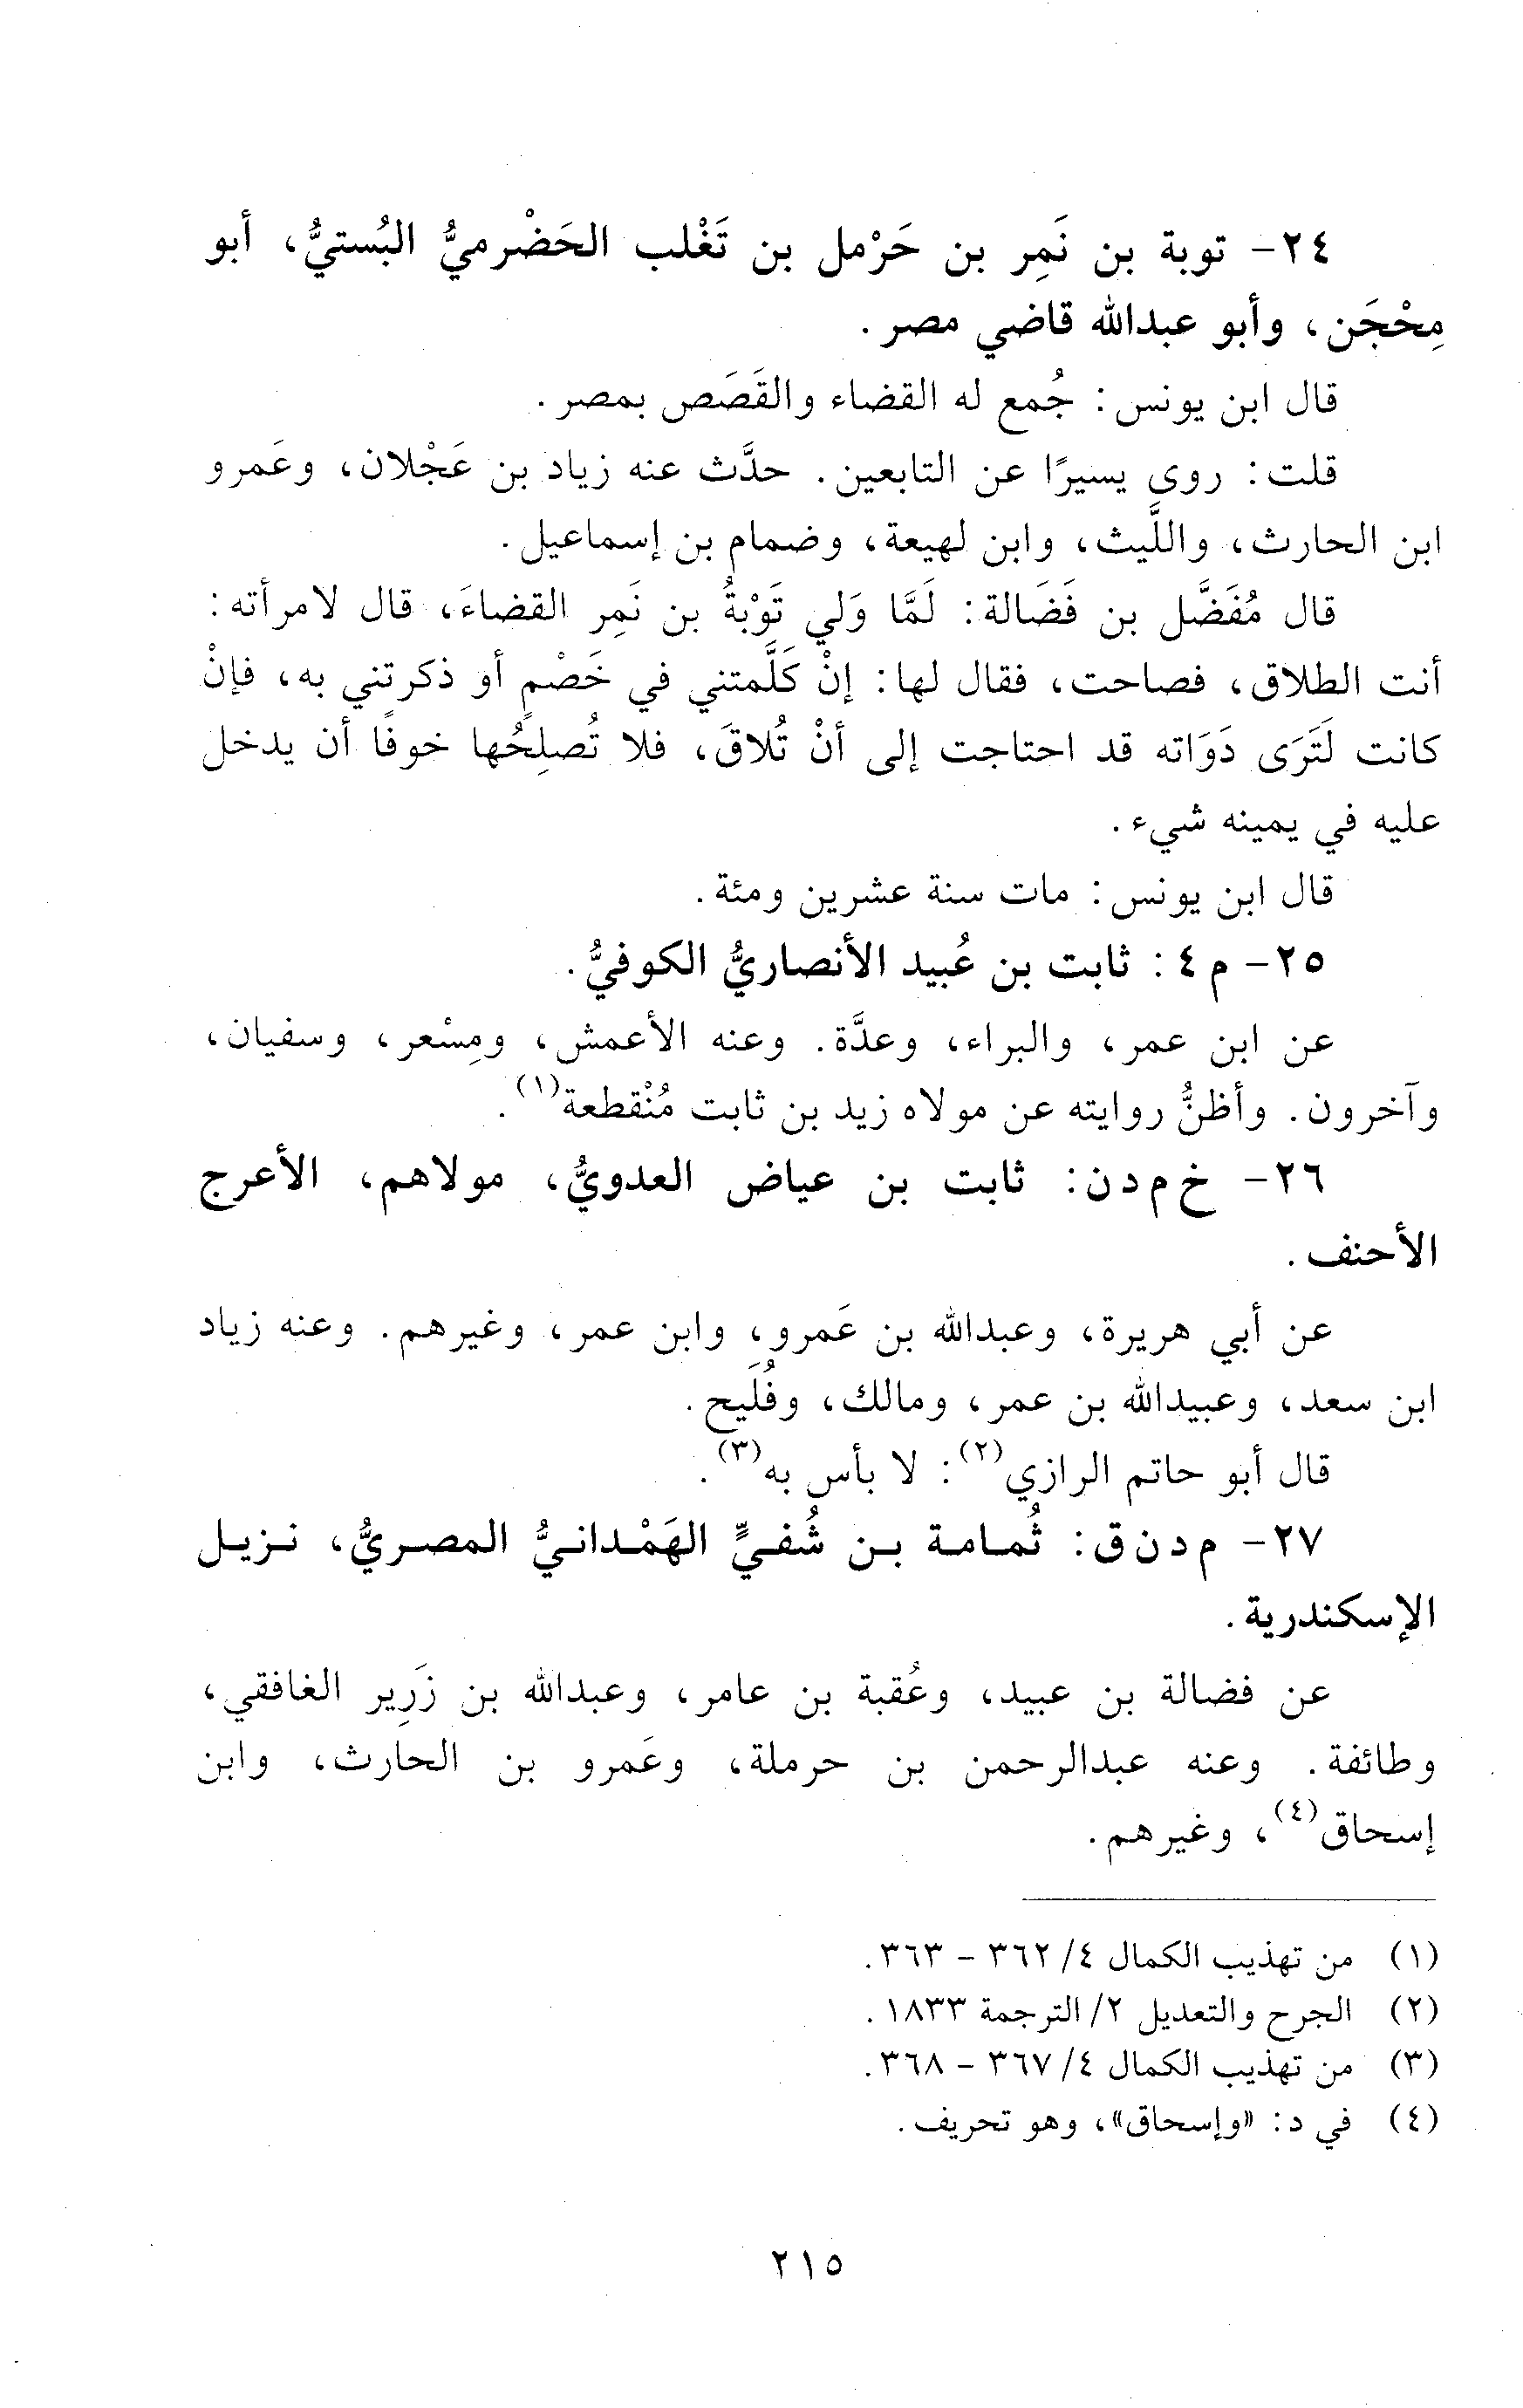 ٢٤- توبة بن نَمِر بن حَرْمل بن تَغْلب الحَضْرميُّ البُستيُّ، أبو
مِحْجَن، وأبو عبدالله قاضي مصر.
قال ابن يونس: جُمع له القضاء والقَصَص بمصر.
قلت: روى يسيرًا عن التابعين. حدَّث عنه زياد بن عَجْلان، وعَمرو
ابن الحارث، واللَّيث، وابن لهيعة، وضمام بن إسماعيل.
قال مُفَضَّل بن فَضَالة: لَمَّا وَلي تَوْبةُ بن نَمِر القضاءَ، قال لامرأته:
أنت الطلاق، فصاحت، فقال لها: إنْ كَلَّمتني في خَصْمٍ أو ذكرتني به، فإنْ
كانت لَتَرَى دَوَاته قد احتاجت إلى أنْ تُلاقَ، فلا تُصلِحُها خوفًا أن يدخل
عليه في يمينه شيء.
قال ابن يونس: مات سنة عشرين ومئة.
٢٥- م٤: ثابت بن عُبيد الأنصاريُّ الكوفيُّ.
عن ابن عمر، والبراء، وعدَّة. وعنه الأعمش، ومِسْعر، وسفيان،
وآخرون. وأظنُّ روايته عن مولاه زيد بن ثابت مُنْقطعة(١).
٢٦- خ م د ن: ثابت بن عياض العدويُّ، مولاهم، الأعرج
الأحنف.
عن أبي هريرة، وعبدالله بن عَمرو، وابن عمر، وغيرهم. وعنه زياد
ابن سعد، وعبيدالله بن عمر، ومالك، وفُلَيح.
قال أبو حاتم الرازي(٢): لا بأس به(٣).
٢٧- م د ن ق: ثُمامة بن شُفيٍّ الهَمْدانيُّ المصريُّ، نزيل
الإسكندرية.
عن فضالة بن عبيد، وعُقبة بن عامر، وعبدالله بن زَرِير الغافقي،
وطائفة. وعنه عبدالرحمن بن حرملة، وعَمرو بن الحارث، وابن
إسحاق(٤)، وغيرهم.
(١) من تهذيب الكمال ٤/ ٣٦٢ - ٣٦٣.
(٢) الجرح والتعديل ٢/ الترجمة ١٨٣٣.
(٣) من تهذيب الكمال ٤/ ٣٦٧ - ٣٦٨.
(٤) في د: «وإسحاق»، وهو تحريف.
٢١٥